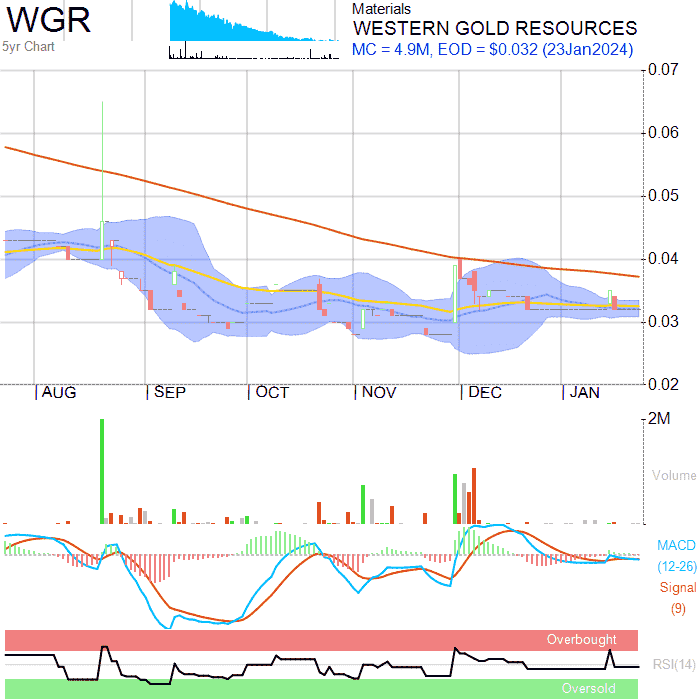 WGR
5yr Chart
Materials
WESTERN GOLD RESOURCES
MC = 4.9M, EOD = $0.032 (23Jan2024)
0.07
0.06
0.05
0.04
0.03
0.02
AUG SEP OCT NOV DEC JAN
2M
Volume
MACD
(12-26)
Signal
(9)
Overbought
RSI(14)
Oversold